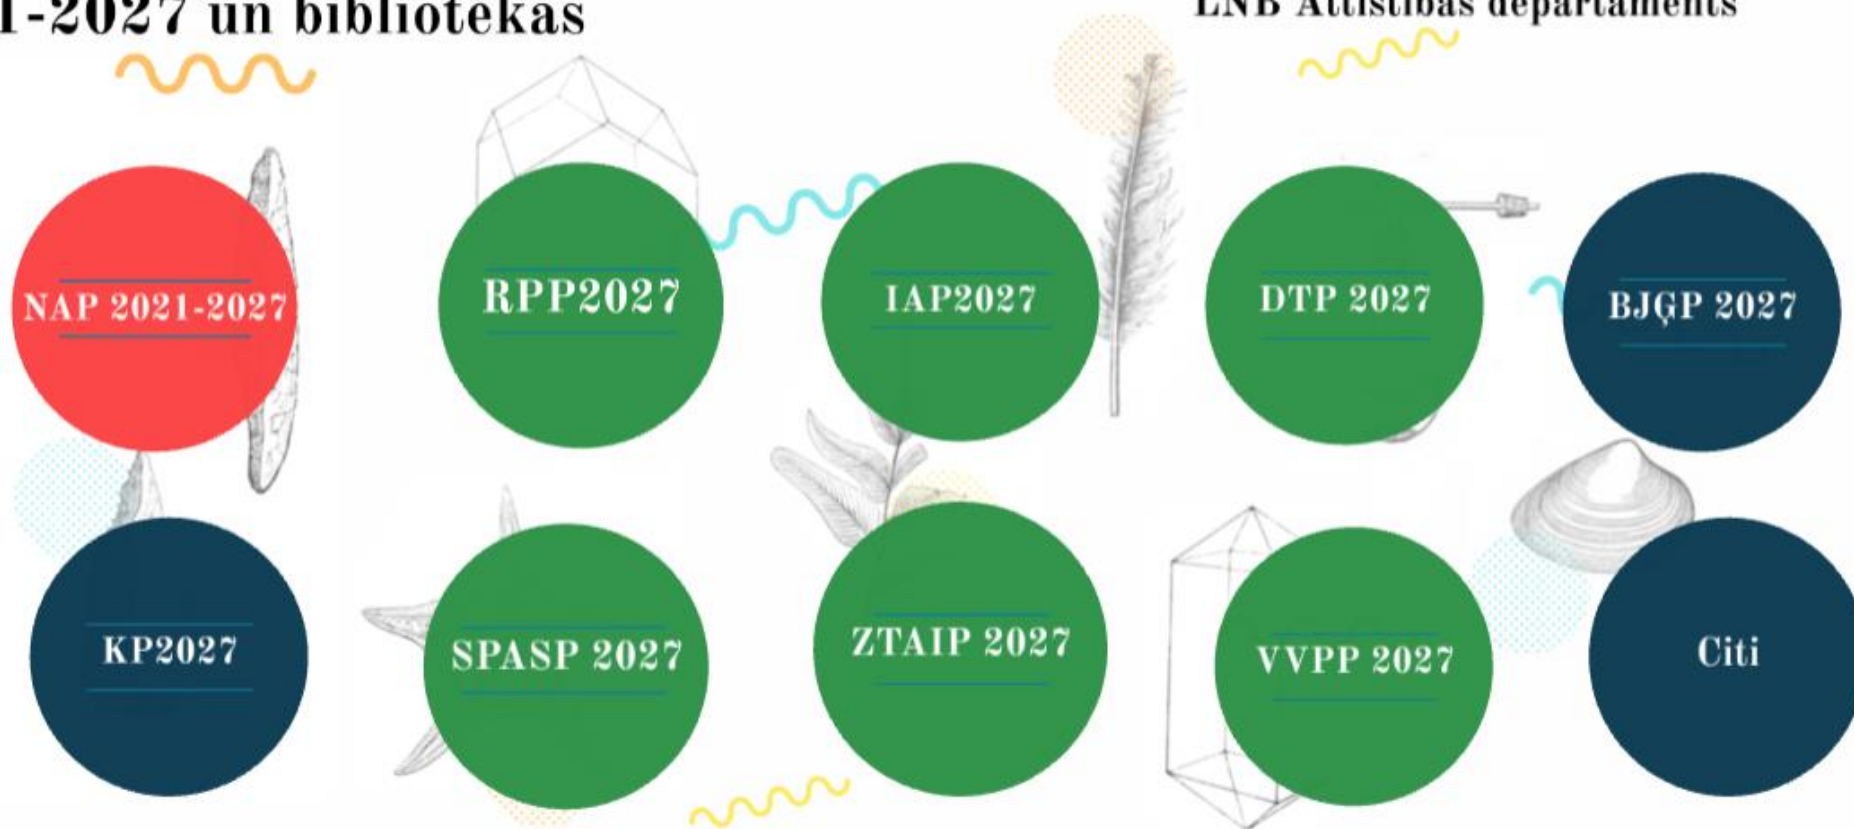 1-2027 un bibliotekas
LNB Attīstības departaments
NAP 2021-2027
RPP2027
IAP2027
DTP 2027
BJĢP 2027
KP2027
SPASP 2027
ZTAIP 2027
VVPP 2027
Citi